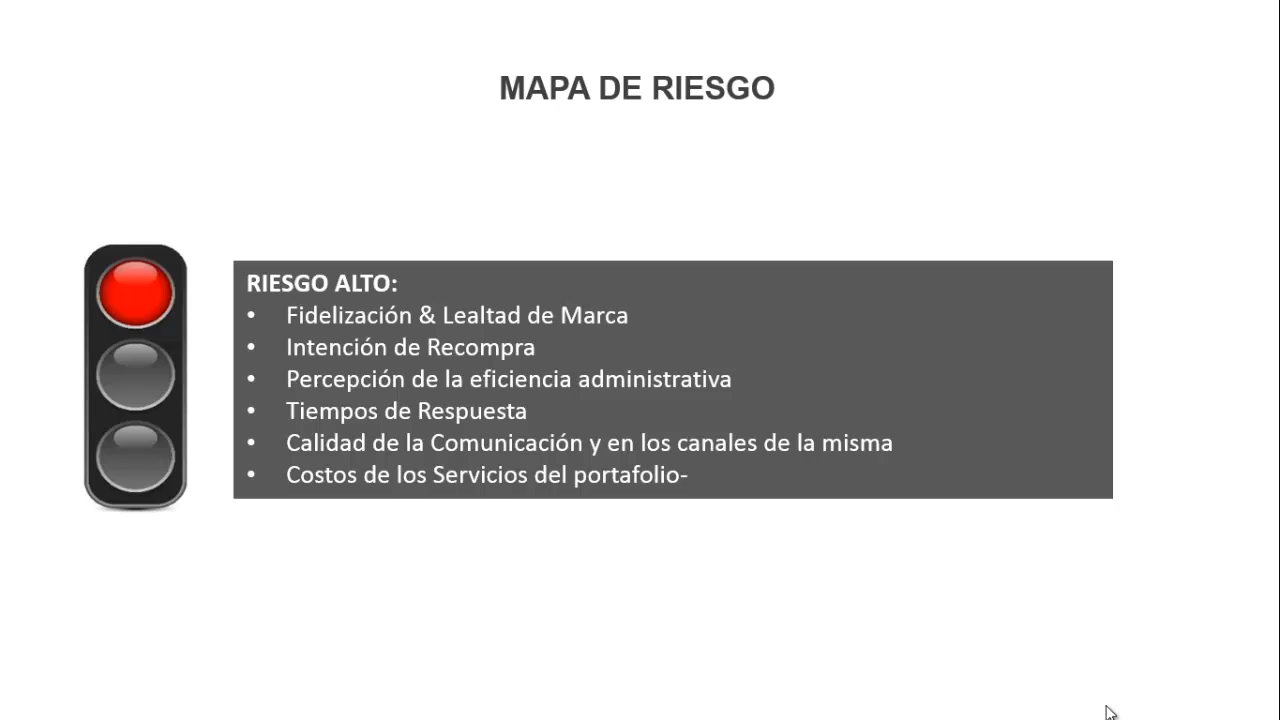 MAPA DE RIESGO
RIESGO ALTO:
• Fidelización & Lealtad de Marca
• Intención de Recompra
• Percepción de la eficiencia administrativa
• Tiempos de Respuesta
• Calidad de la Comunicación y en los canales de la misma
• Costos de los Servicios del portafolio-